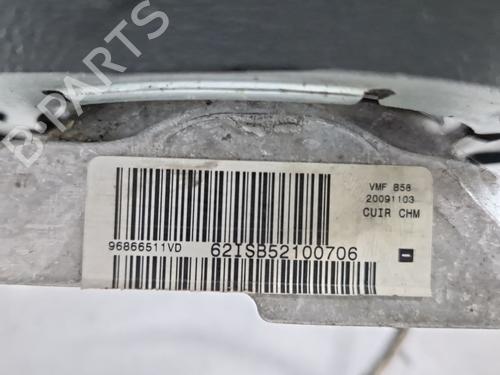 B-PARTS
VMF B58
20091103
CUIR CHM
96866511VD
62ISB52100706